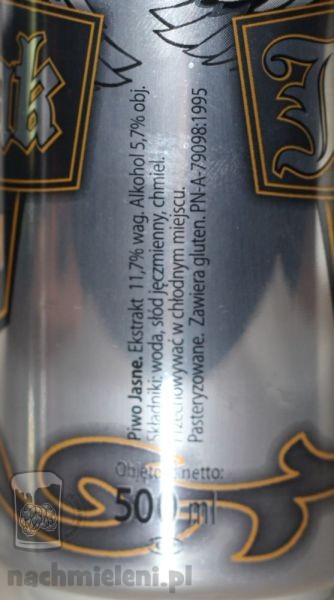 Piwo Jasne. Ekstrakt 11,7% wag. Alkohol 5,7% obj.
Składniki: woda, słód jęczmienny, chmiel.
Przechowywać w chłodnym miejscu.
Pasteryzowane. Zawiera gluten. PN-A-79098:1995
Objętość netto:
500 ml
nachmieleni.pl